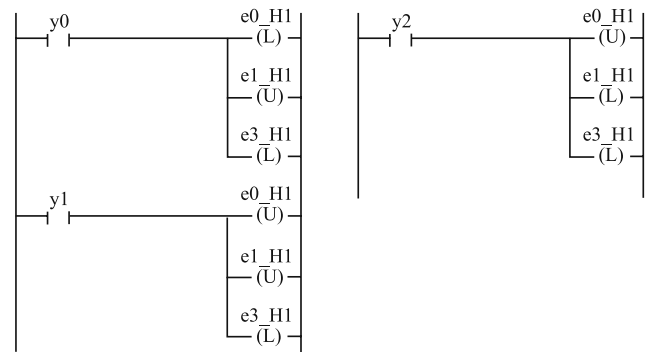 y0 e0_H1
(L)
e1_H1
(U)
e3_H1
(L)
y1 e0_H1
(U)
e1_H1
(U)
e3_H1
(L)
y2 e0_H1
(U)
e1_H1
(L)
e3_H1
(L)